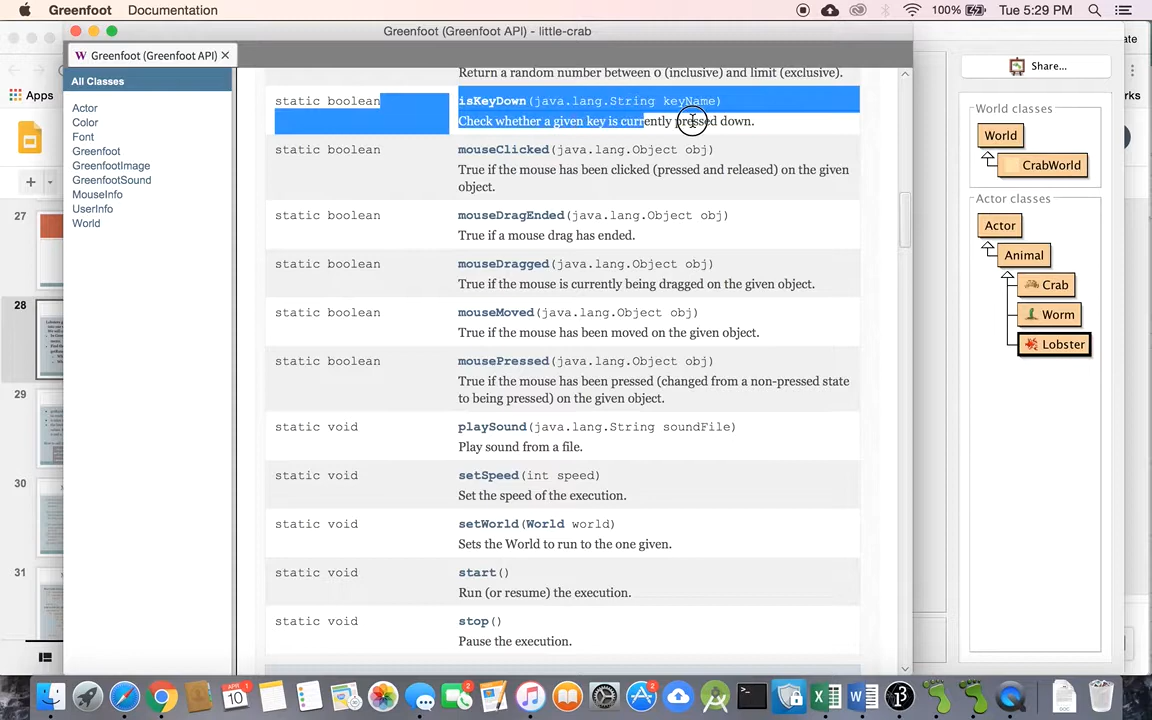 Greenfoot Documentation 100% Tue 5:29 PM
Greenfoot (Greenfoot API) - little-crab
Greenfoot (Greenfoot API)
All Classes
Actor
Color
Font
Greenfoot
GreenfootImage
GreenfootSound
MouseInfo
UserInfo
World
Return a random number between 0 (inclusive) and limit (exclusive).
static boolean isKeyDown(java.lang.String keyName)
Check whether a given key is currently pressed down.
static boolean mouseClicked(java.lang.Object obj)
True if the mouse has been clicked (pressed and released) on the given
object.
static boolean mouseDragEnded(java.lang.Object obj)
True if a mouse drag has ended.
static boolean mouseDragged(java.lang.Object obj)
True if the mouse is currently being dragged on the given object.
static boolean mouseMoved(java.lang.Object obj)
True if the mouse has been moved on the given object.
static boolean mousePressed(java.lang.Object obj)
True if the mouse has been pressed (changed from a non-pressed state
to being pressed) on the given object.
static void playSound(java.lang.String soundFile)
Play sound from a file.
static void setSpeed(int speed)
Set the speed of the execution.
static void setWorld(World world)
Sets the World to run to the one given.
static void start()
Run (or resume) the execution.
static void stop()
Pause the execution.
Share...
World classes
World
CrabWorld
Actor classes
Actor
Animal
Crab
Worm
Lobster
Apps
27
28
29
30
31